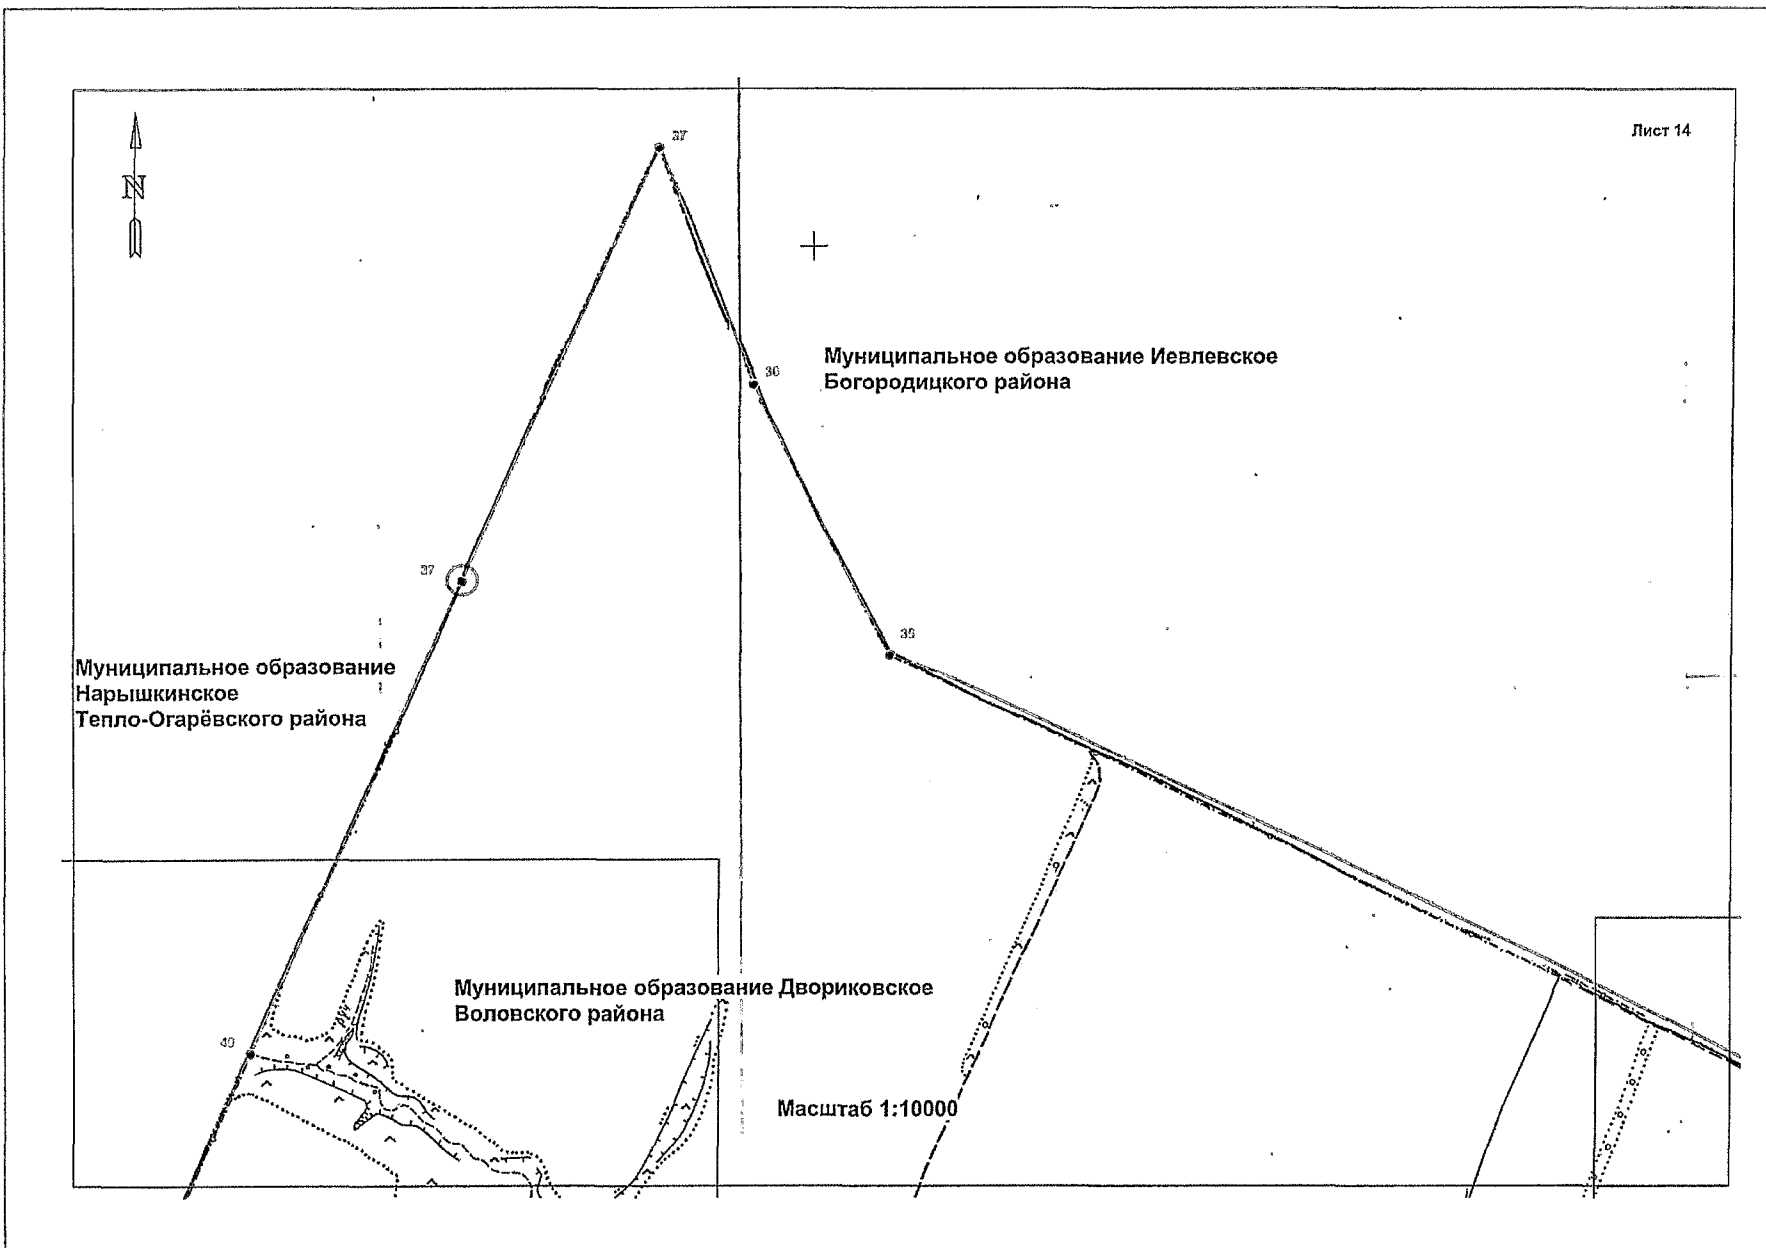 Лист 14
N
37
36
Муниципальное образование Иевлевское
Богородицкого района
37
35
Муниципальное образование
Нарышкинское
Тепло-Огарёвского района
Муниципальное образование Двориковское
Воловского района
40
Масштаб 1:10000